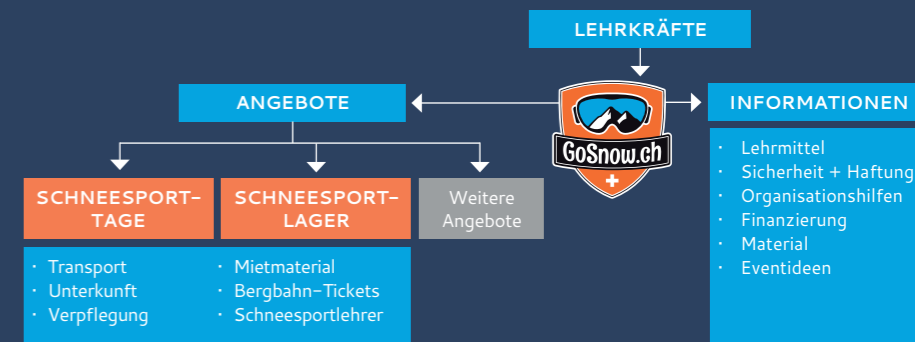 LEHRKRÄFTE
ANGEBOTE
GoSnow.ch
INFORMATIONEN
· Lehrmittel
· Sicherheit + Haftung
· Organisationshilfen
· Finanzierung
· Material
· Eventideen
SCHNEESPORT-
TAGE
SCHNEESPORT-
LAGER
Weitere
Angebote
· Transport
· Unterkunft
· Verpflegung
· Mietmaterial
· Bergbahn-Tickets
· Schneesportlehrer